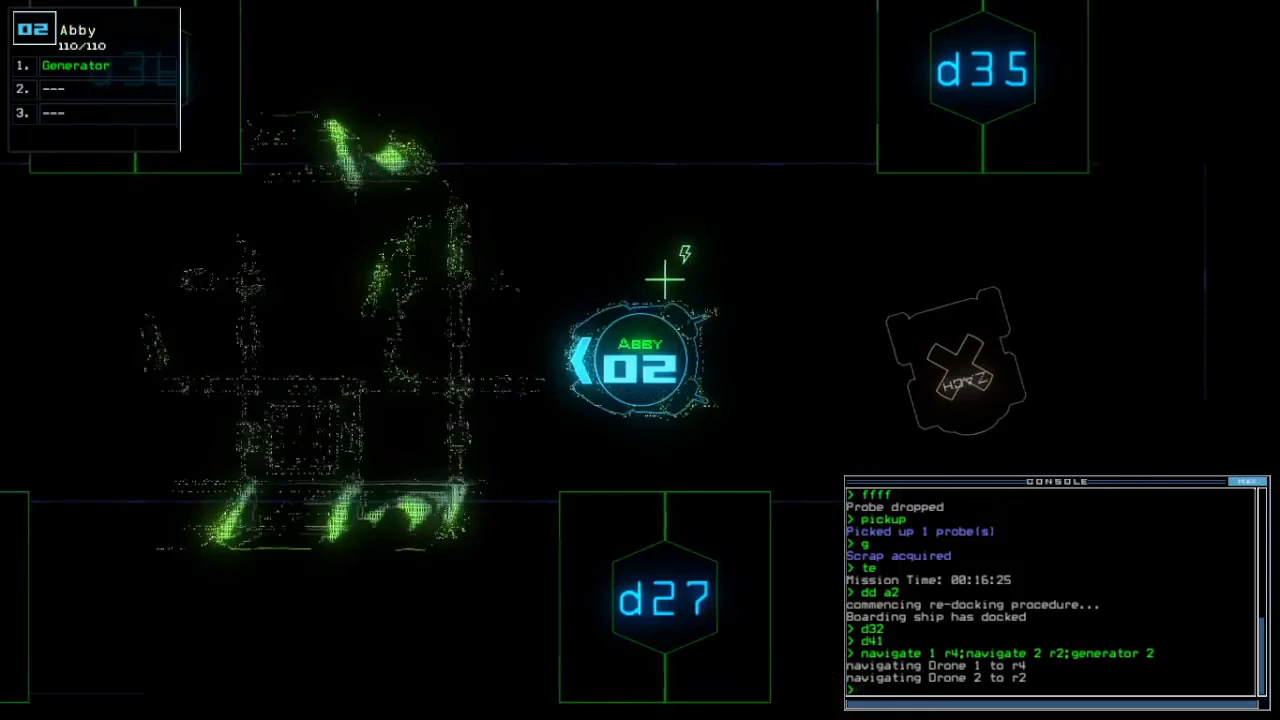 02
Abby
110/110
1. Generator
2. ---
3. ---
d35
ABBY
02
ZACH
d27
CONSOLE
> ffff
Probe dropped
> pickup
Picked up 1 probe(s)
> g
Scrap acquired
> te
Mission Time: 00:16:25
> dd a2
commencing re-docking procedure...
Boarding ship has docked
> d32
> d41
> navigate 1 r4;navigate 2 r2;generator 2
navigating Drone 1 to r4
navigating Drone 2 to r2
>